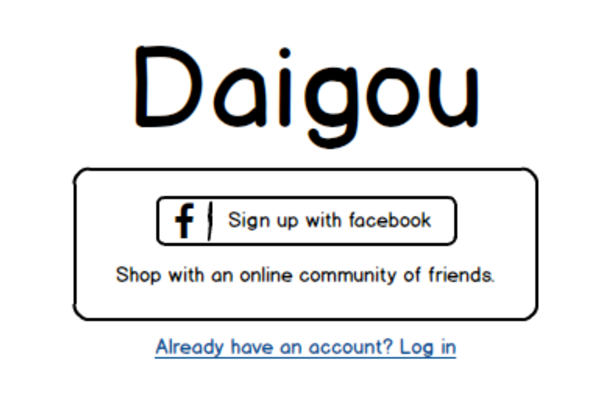 Daigou
f Sign up with facebook
Shop with an online community of friends.
Already have an account? Log in